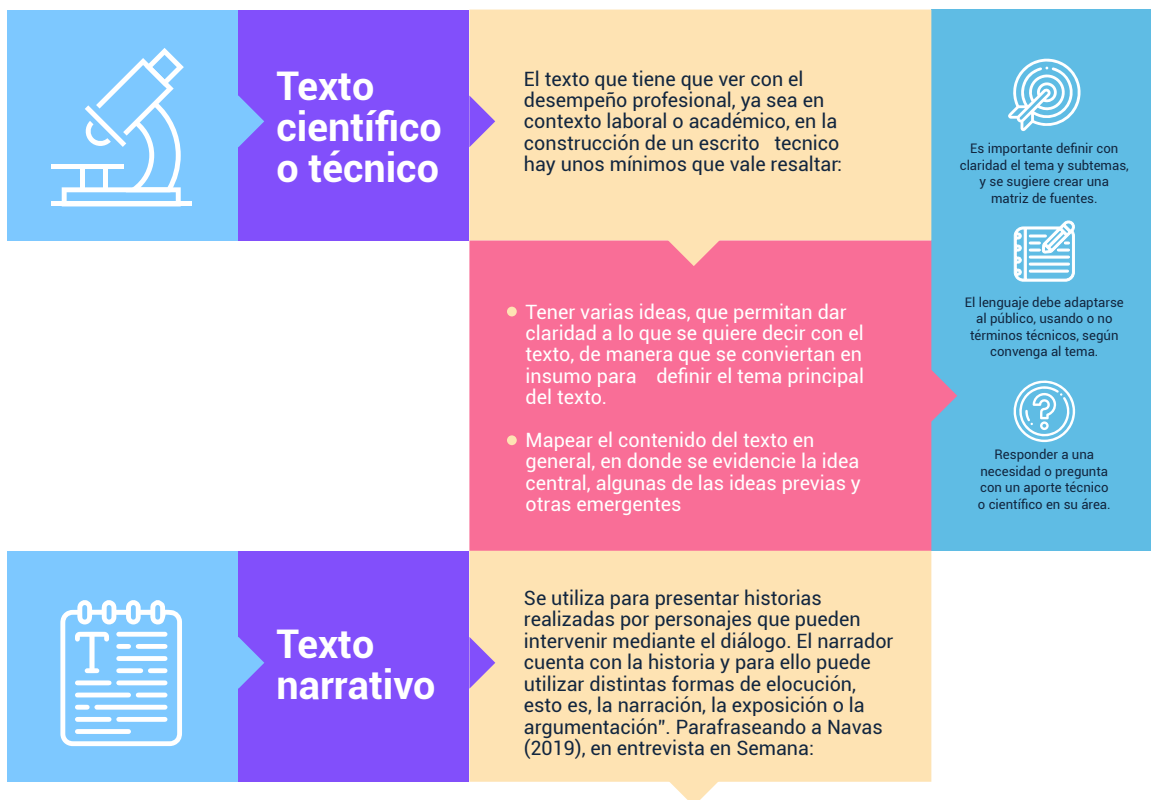 Texto
científico
o técnico
El texto que tiene que ver con el
desempeño profesional, ya sea en
contexto laboral o académico, en la
construcción de un escrito tecnico
hay unos mínimos que vale resaltar:
Tener varias ideas, que permitan dar
claridad a lo que se quiere decir con el
texto, de manera que se conviertan en
insumo para definir el tema principal
del texto.
Mapear el contenido del texto en
general, en donde se evidencie la idea
central, algunas de las ideas previas y
otras emergentes
Es importante definir con
claridad el tema y subtemas,
y se sugiere crear una
matriz de fuentes.
El lenguaje debe adaptarse
al público, usando o no
términos técnicos, según
convenga al tema.
Responder a una
necesidad o pregunta
con un aporte técnico
o científico en su área.
T
Texto
narrativo
Se utiliza para presentar historias
realizadas por personajes que pueden
intervenir mediante el diálogo. El narrador
cuenta con la historia y para ello puede
utilizar distintas formas de elocución,
esto es, la narración, la exposición o la
argumentación". Parafraseando a Navas
(2019), en entrevista en Semana: